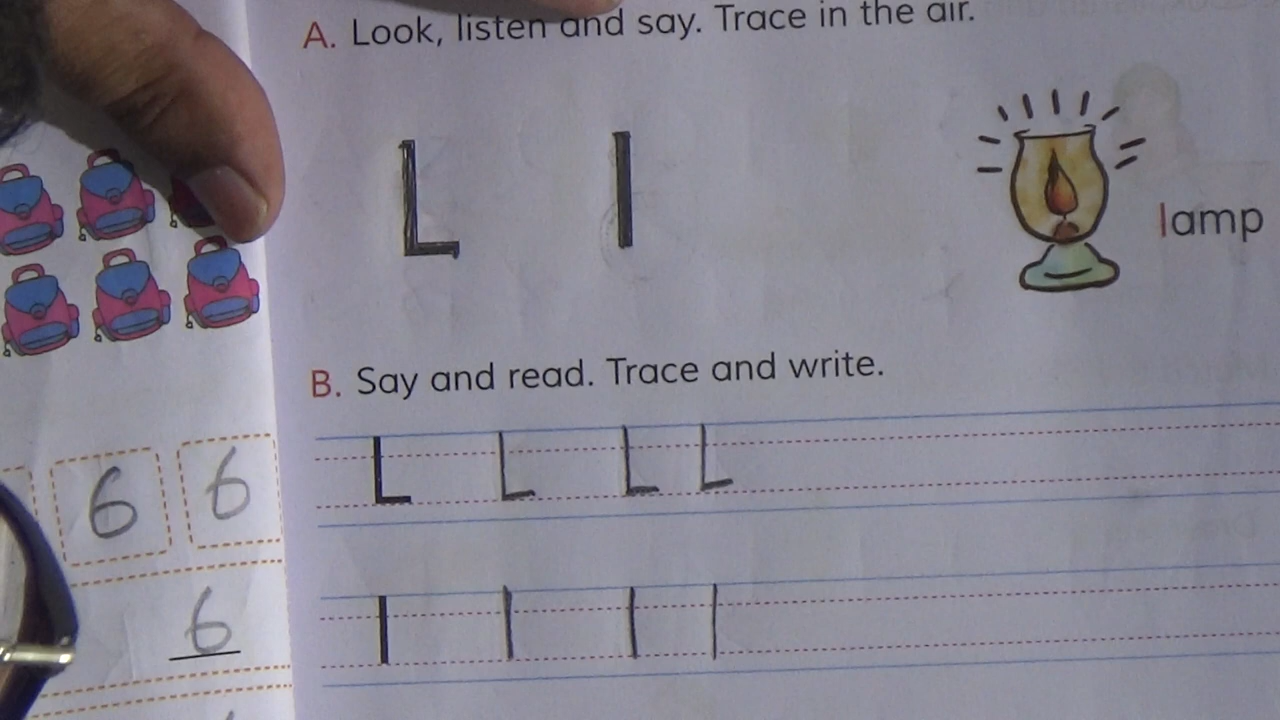 A. Look, listen and say. Trace in the air.
L l
lamp
B. Say and read. Trace and write.
L L L L
l l l l
6 6
6